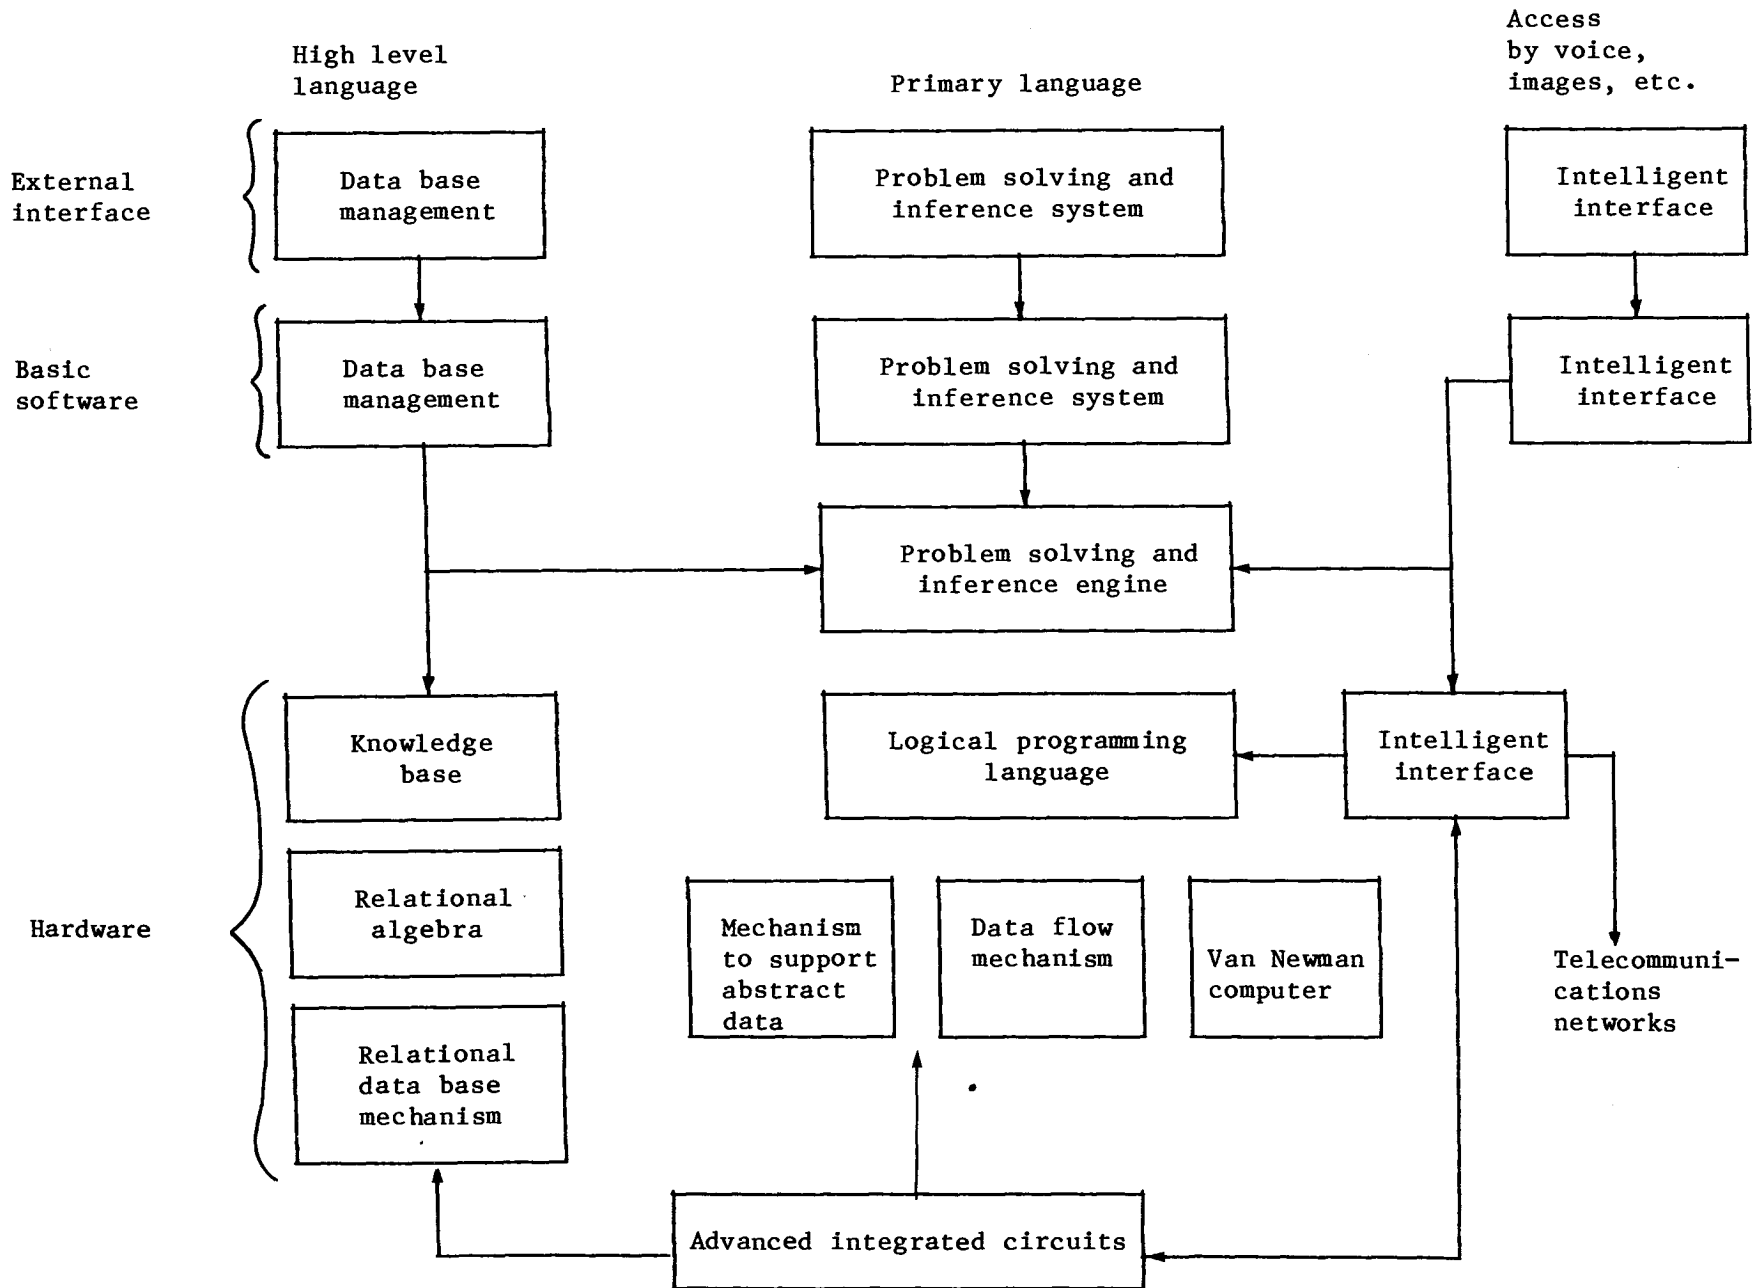 High level
language
Primary language
Access
by voice,
images, etc.
External
interface
Data base
management
Problem solving and
inference system
Intelligent
interface
Basic
software
Data base
management
Problem solving and
inference system
Intelligent
interface
Problem solving and
inference engine
Hardware
Knowledge
base
Logical programming
language
Intelligent
interface
Relational
algebra
Mechanism
to support
abstract
data
Data flow
mechanism
Van Newman
computer
Telecommuni-
cations
networks
Relational
data base
mechanism
Advanced integrated circuits